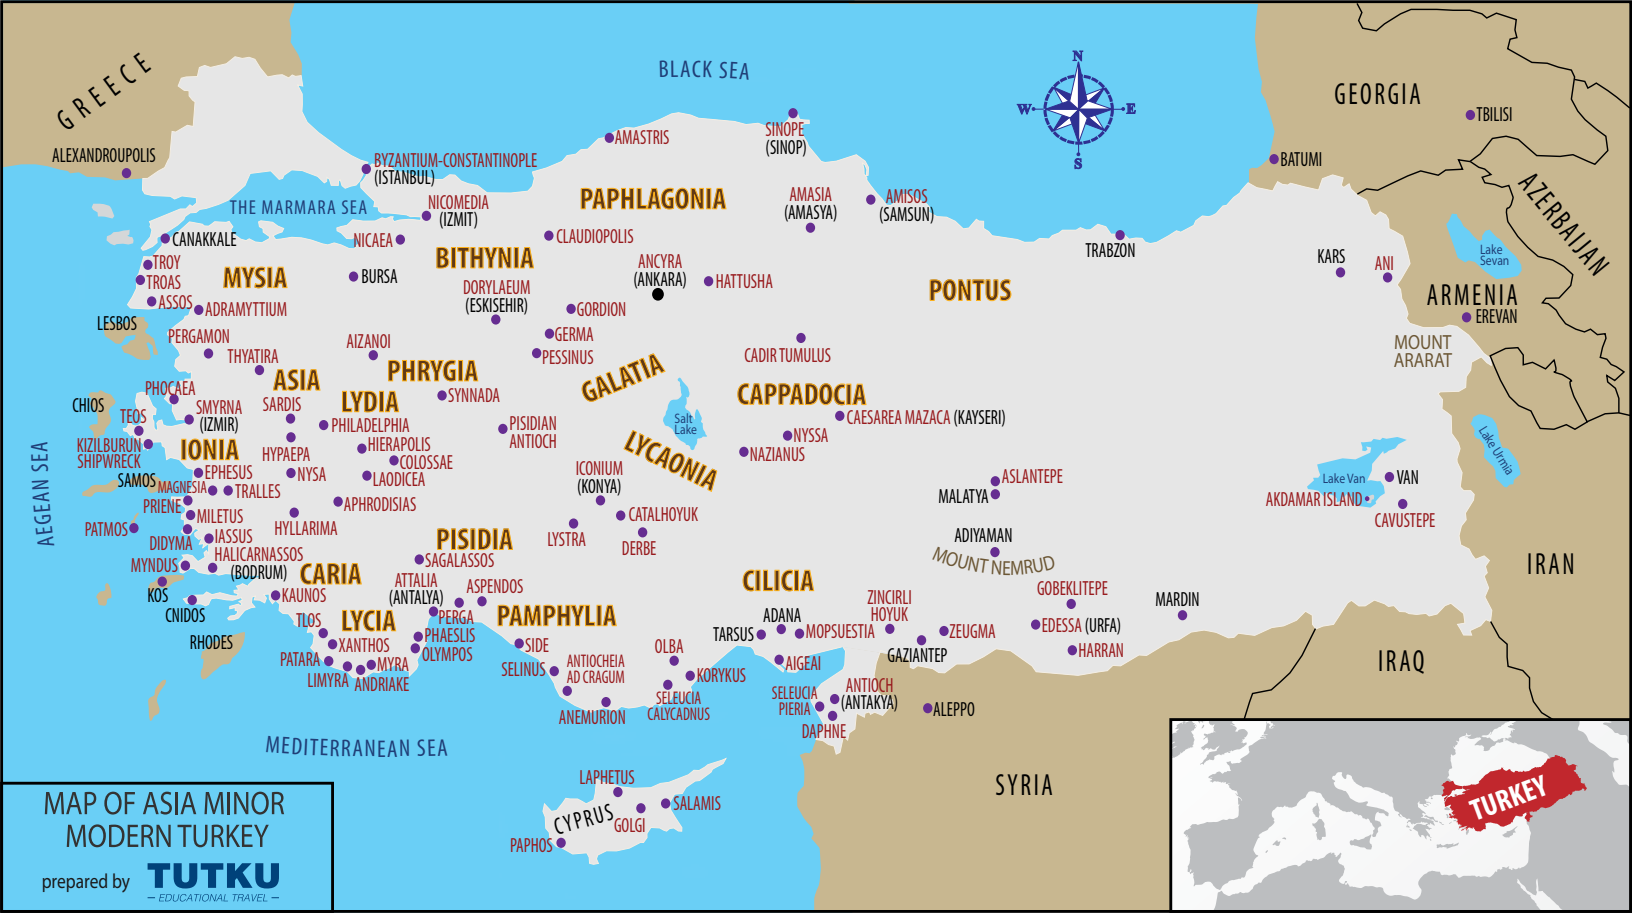 BLACK SEA
N
W
E
S
GREECE
GEORGIA
TBILISI
AZERBAIJAN
ALEXANDROUPOLIS
BATUMI
AMASTRIS
SINOPE
(SINOP)
BYZANTIUM-CONSTANTINOPLE
(ISTANBUL)
PAPHLAGONIA
AMASIA
(AMASYA)
AMISOS
(SAMSUN)
NICOMEDIA
(IZMIT)
THE MARMARA SEA
CANAKKALE
NICAEA
CLAUDIOPOLIS
TRABZON
KARS
ANI
Lake
Sevan
ARMENIA
EREVAN
MOUNT
ARARAT
TROY
TROAS
ASSOS
MYSIA
BURSA
BITHYNIA
DORYLAEUM
(ESKISEHIR)
ANCYRA
(ANKARA)
HATTUSHA
PONTUS
ADRAMYTTIUM
GORDION
LESBOS
PERGAMON
THYATIRA
AIZANOI
GERMA
PESSINUS
CADIR TUMULUS
ASIA
PHRYGIA
GALATIA
CAPPADOCIA
PHOCAEA
CHIOS
TEOS
SMYRNA
(IZMIR)
SARDIS
LYDIA
SYNNADA
PHILADELPHIA
PISIDIAN
ANTIOCH
Salt
Lake
CAESAREA MAZACA (KAYSERI)
NYSSA
NAZIANUS
Lake Urmia
KIZILBURUN
SHIPWRECK
IONIA
HYPAEPA
HIERAPOLIS
COLOSSAE
LAODICEA
LYCAONIA
AEGEAN SEA
SAMOS
EPHESUS
MAGNESIA
TRALLES
NYSA
ICONIUM
(KONYA)
ASLANTEPE
MALATYA
Lake Van
VAN
AKDAMAR ISLAND
CAVUSTEPE
PRIENE
APHRODISIAS
PATMOS
MILETUS
HYLLARIMA
CATALHOYUK
LYSTRA
DERBE
DIDYMA
IASSUS
PISIDIA
ADIYAMAN
MOUNT NEMRUD
IRAN
MYNDUS
HALICARNASSOS
(BODRUM)
CARIA
SAGALASSOS
CILICIA
KOS
CNIDOS
KAUNOS
ATTALIA
(ANTALYA)
ASPENDOS
PERGA
PAMPHYLIA
ZINCIRLI
HOYUK
GOBEKLITEPE
MARDIN
RHODES
TLOS
LYCIA
XANTHOS
PHAESLIS
OLYMPOS
SIDE
TARSUS
ADANA
MOPSUESTIA
ZEUGMA
EDESSA (URFA)
GAZIANTEP
HARRAN
IRAQ
PATARA
LIMYRA
MYRA
ANDRIAKE
SELINUS
ANTIOCHEIA
AD CRAGUM
OLBA
KORYKUS
SELEUCIA
CALYCADNUS
AIGEAI
SELEUCIA
PIERIA
ANTIOCH
(ANTAKYA)
DAPHNE
ALEPPO
ANEMURION
MEDITERRANEAN SEA
SYRIA
LAPHETUS
CYPRUS
GOLGI
SALAMIS
PAPHOS
TURKEY
MAP OF ASIA MINOR
MODERN TURKEY
prepared by TUTKU
EDUCATIONAL TRAVEL